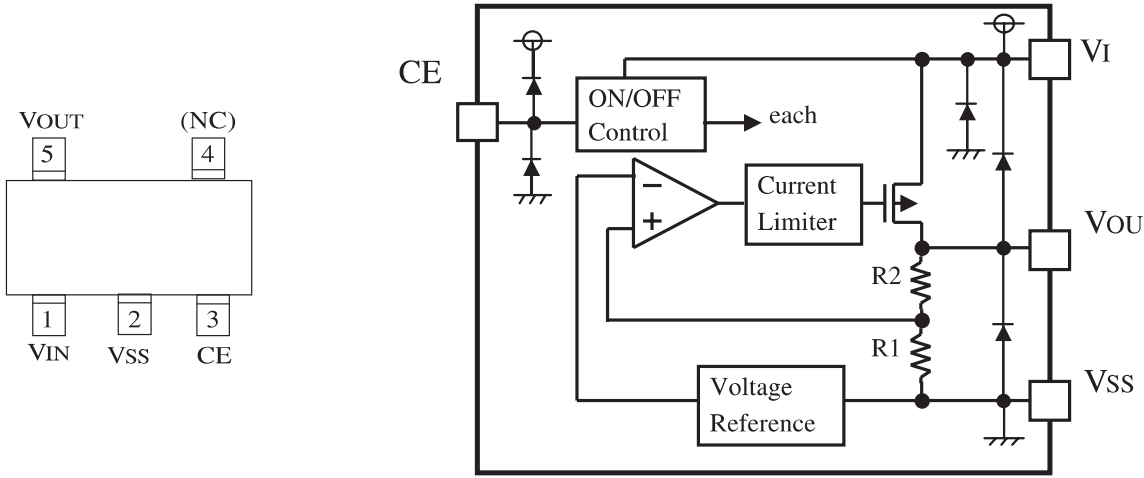 VOUT (NC)
5 4
1 2 3
VIN VSS CE
CE
ON/OFF
Control
each
VI
−
+
Current
Limiter
VOU
R2
R1
Voltage
Reference
VSS